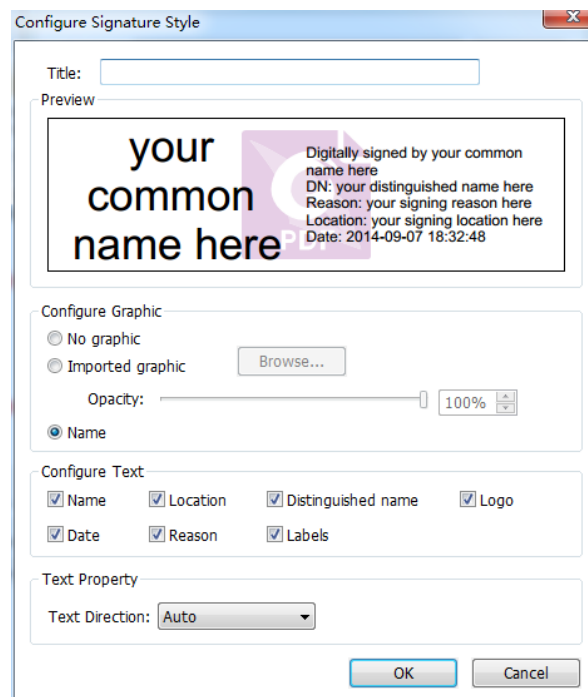 Configure Signature Style
Title:
Preview
your
common
name here
PDF
Digitally signed by your common
name here
DN: your distinguished name here
Reason: your signing reason here
Location: your signing location here
Date: 2014-09-07 18:32:48
Configure Graphic
No graphic
Imported graphic
Browse...
Opacity:
100%
Name
Configure Text
Name
Location
Distinguished name
Logo
Date
Reason
Labels
Text Property
Text Direction:
Auto
OK
Cancel